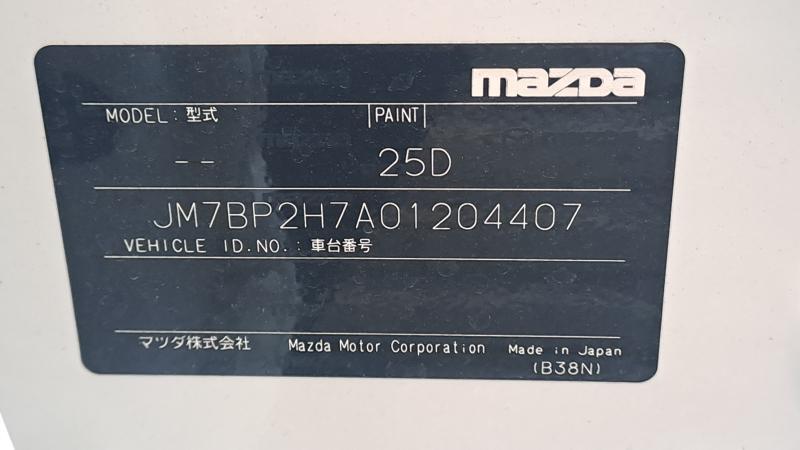 mazda
MODEL: 型式 PAINT
-- 25D
JM7BP2H7A01204407
VEHICLE ID.NO.: 車台番号
マツダ株式会社 Mazda Motor Corporation Made in Japan
(B38N)